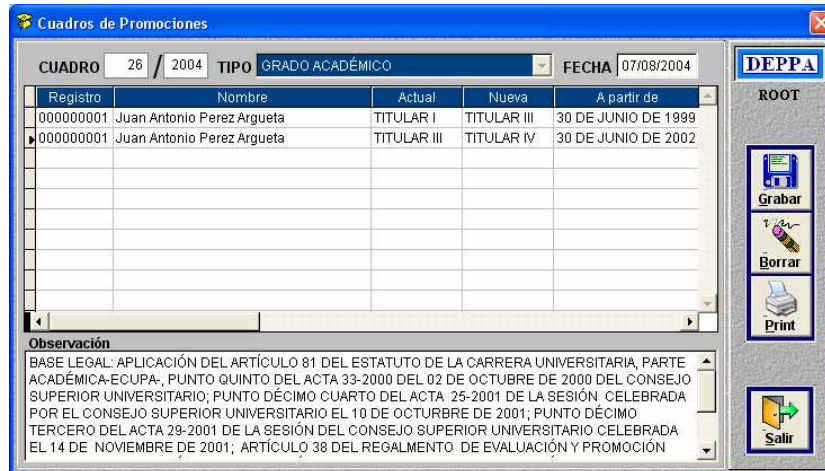 Cuadros de Promociones
CUADRO 26 / 2004 TIPO GRADO ACADÉMICO FECHA 07/08/2004
DEPPA
ROOT
Registro Nombre Actual Nueva A partir de
000000001 Juan Antonio Perez Argueta TITULAR I TITULAR III 30 DE JUNIO DE 1999
000000001 Juan Antonio Perez Argueta TITULAR III TITULAR IV 30 DE JUNIO DE 2002
Grabar
Borrar
Print
Observación
BASE LEGAL: APLICACIÓN DEL ARTÍCULO 81 DEL ESTATUTO DE LA CARRERA UNIVERSITARIA, PARTE
ACADÉMICA-ECUPA-, PUNTO QUINTO DEL ACTA 33-2000 DEL 02 DE OCTUBRE DE 2000 DEL CONSEJO
SUPERIOR UNIVERSITARIO; PUNTO DÉCIMO CUARTO DEL ACTA 25-2001 DE LA SESIÓN CELEBRADA
POR EL CONSEJO SUPERIOR UNIVERSITARIO EL 10 DE OCTURBRE DE 2001; PUNTO DÉCIMO
TERCERO DEL ACTA 29-2001 DE LA SESIÓN DEL CONSEJO SUPERIOR UNIVERSITARIO CELEBRADA
EL 14 DE NOVIEMBRE DE 2001; ARTÍCULO 38 DEL REGALMENTO DE EVALUACIÓN Y PROMOCIÓN
Salir